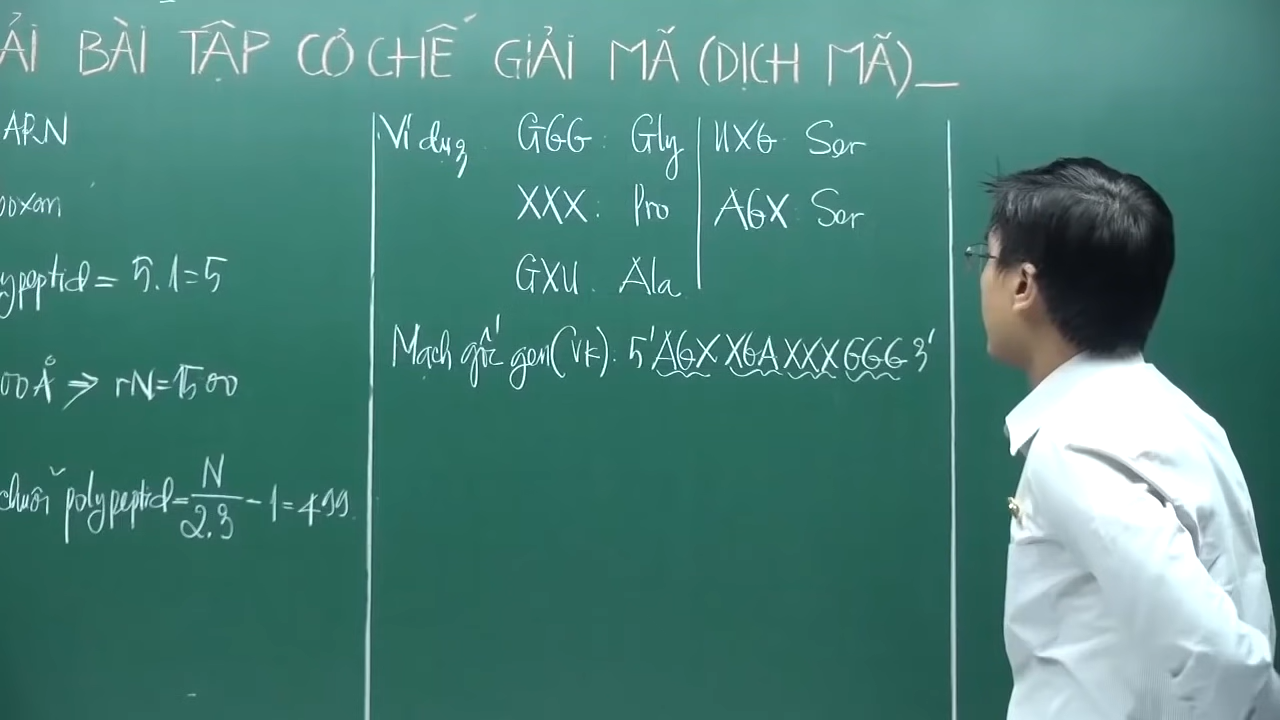 ẢI BÀI TẬP CƠ CHẾ GIẢI MÃ (DỊCH MÃ)
ARN
ooxom
ypeptid = 5.1=5
00Å => rN=1500
chuỗi polypeptid=N/2.3 -1=499
Ví dụ GGG: Gly | UXG Ser
XXX: Pro | AGX: Ser
GXU. Ala
Mạch gốc gen(VK). 5'AGX XGA XXX GGG 3'